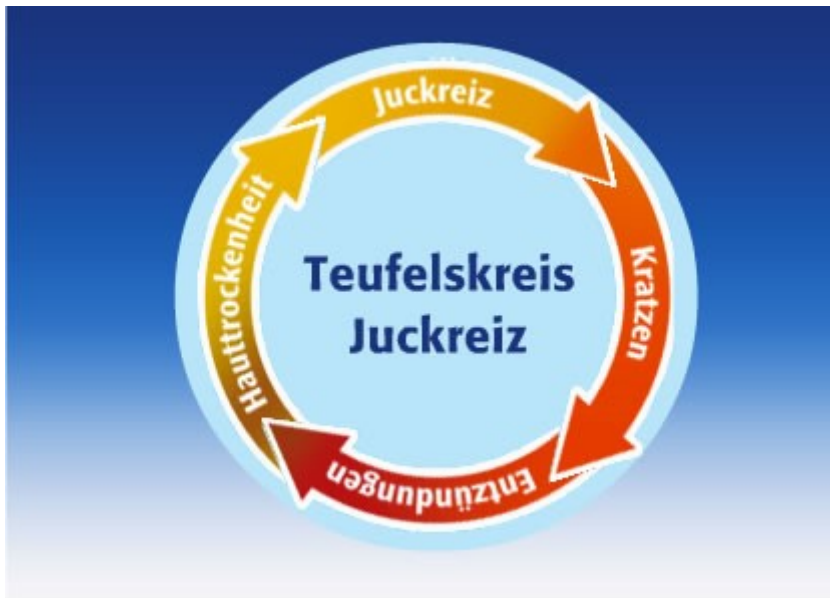 Juckreiz
Kratzen
Entzündungen
Hauttrockenheit
Teufelskreis
Juckreiz